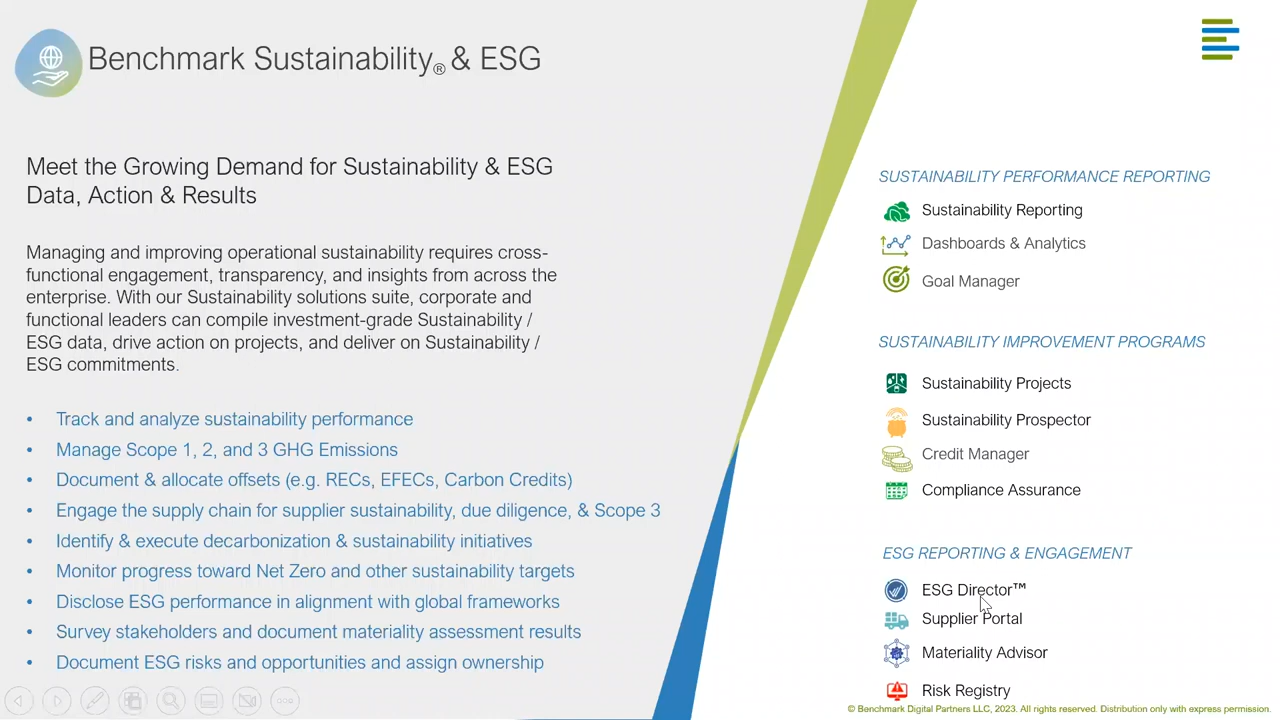 Benchmark Sustainability® & ESG
Meet the Growing Demand for Sustainability & ESG
Data, Action & Results
Managing and improving operational sustainability requires cross-
functional engagement, transparency, and insights from across the
enterprise. With our Sustainability solutions suite, corporate and
functional leaders can compile investment-grade Sustainability /
ESG data, drive action on projects, and deliver on Sustainability /
ESG commitments.
• Track and analyze sustainability performance
• Manage Scope 1, 2, and 3 GHG Emissions
• Document & allocate offsets (e.g. RECs, EFECs, Carbon Credits)
• Engage the supply chain for supplier sustainability, due diligence, & Scope 3
• Identify & execute decarbonization & sustainability initiatives
• Monitor progress toward Net Zero and other sustainability targets
• Disclose ESG performance in alignment with global frameworks
• Survey stakeholders and document materiality assessment results
• Document ESG risks and opportunities and assign ownership
SUSTAINABILITY PERFORMANCE REPORTING
Sustainability Reporting
Dashboards & Analytics
Goal Manager
SUSTAINABILITY IMPROVEMENT PROGRAMS
Sustainability Projects
Sustainability Prospector
Credit Manager
Compliance Assurance
ESG REPORTING & ENGAGEMENT
ESG Director™
Supplier Portal
Materiality Advisor
Risk Registry
© Benchmark Digital Partners LLC, 2023. All rights reserved. Distribution only with express permission.